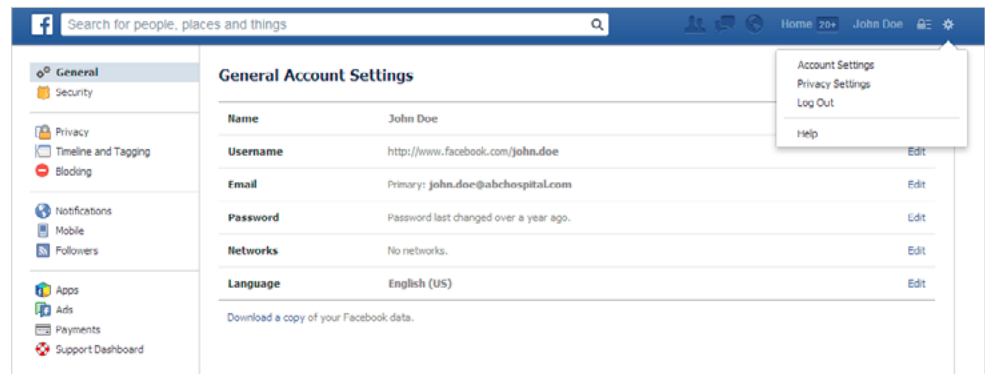 f Search for people, places and things Home 20+ John Doe
General
Security
Privacy
Timeline and Tagging
Blocking
Notifications
Mobile
Followers
Apps
Ads
Payments
Support Dashboard
General Account Settings
Name John Doe
Username http://www.facebook.com/john.doe Edit
Email Primary: john.doe@abchospital.com Edit
Password Password last changed over a year ago. Edit
Networks No networks. Edit
Language English (US) Edit
Download a copy of your Facebook data.
Account Settings
Privacy Settings
Log Out
Help